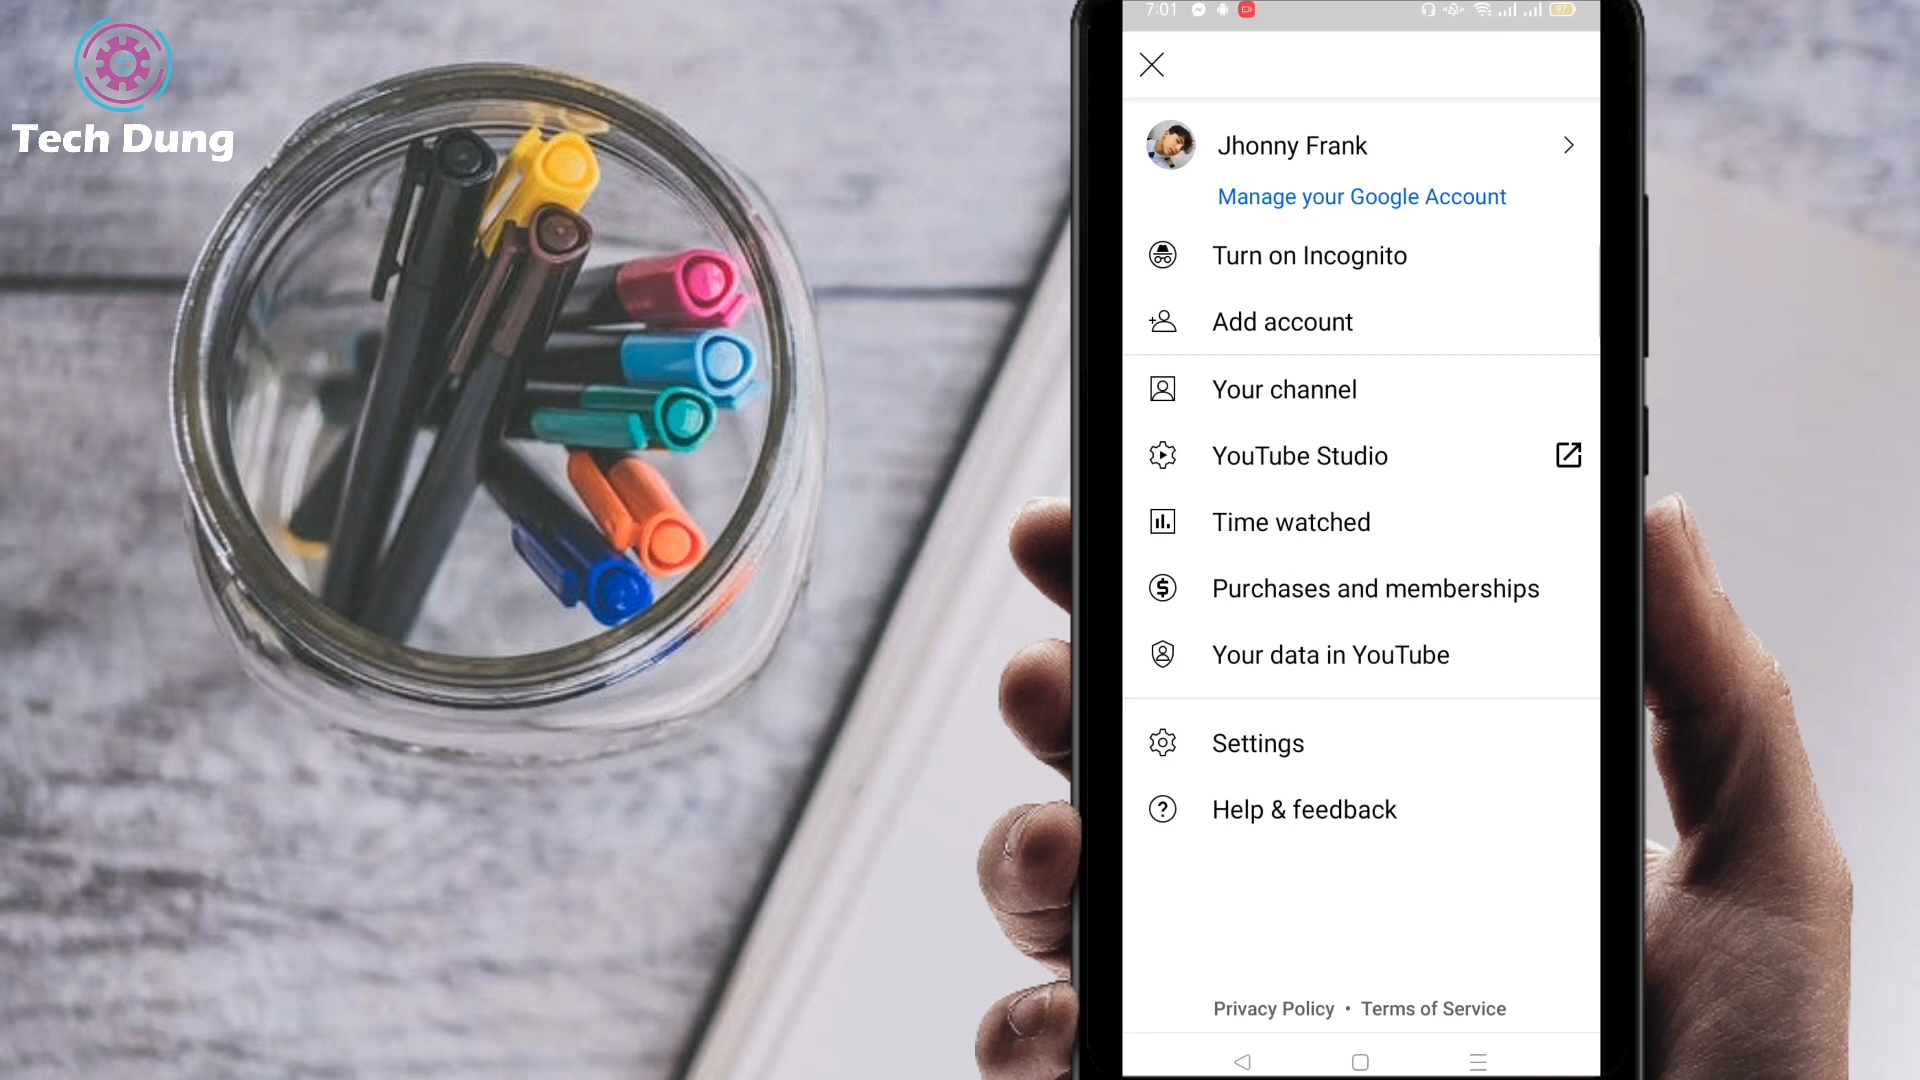 Tech Dung
7:01
97
Jhonny Frank
Manage your Google Account
Turn on Incognito
Add account
Your channel
YouTube Studio
Time watched
Purchases and memberships
Your data in YouTube
Settings
Help & feedback
Privacy Policy • Terms of Service